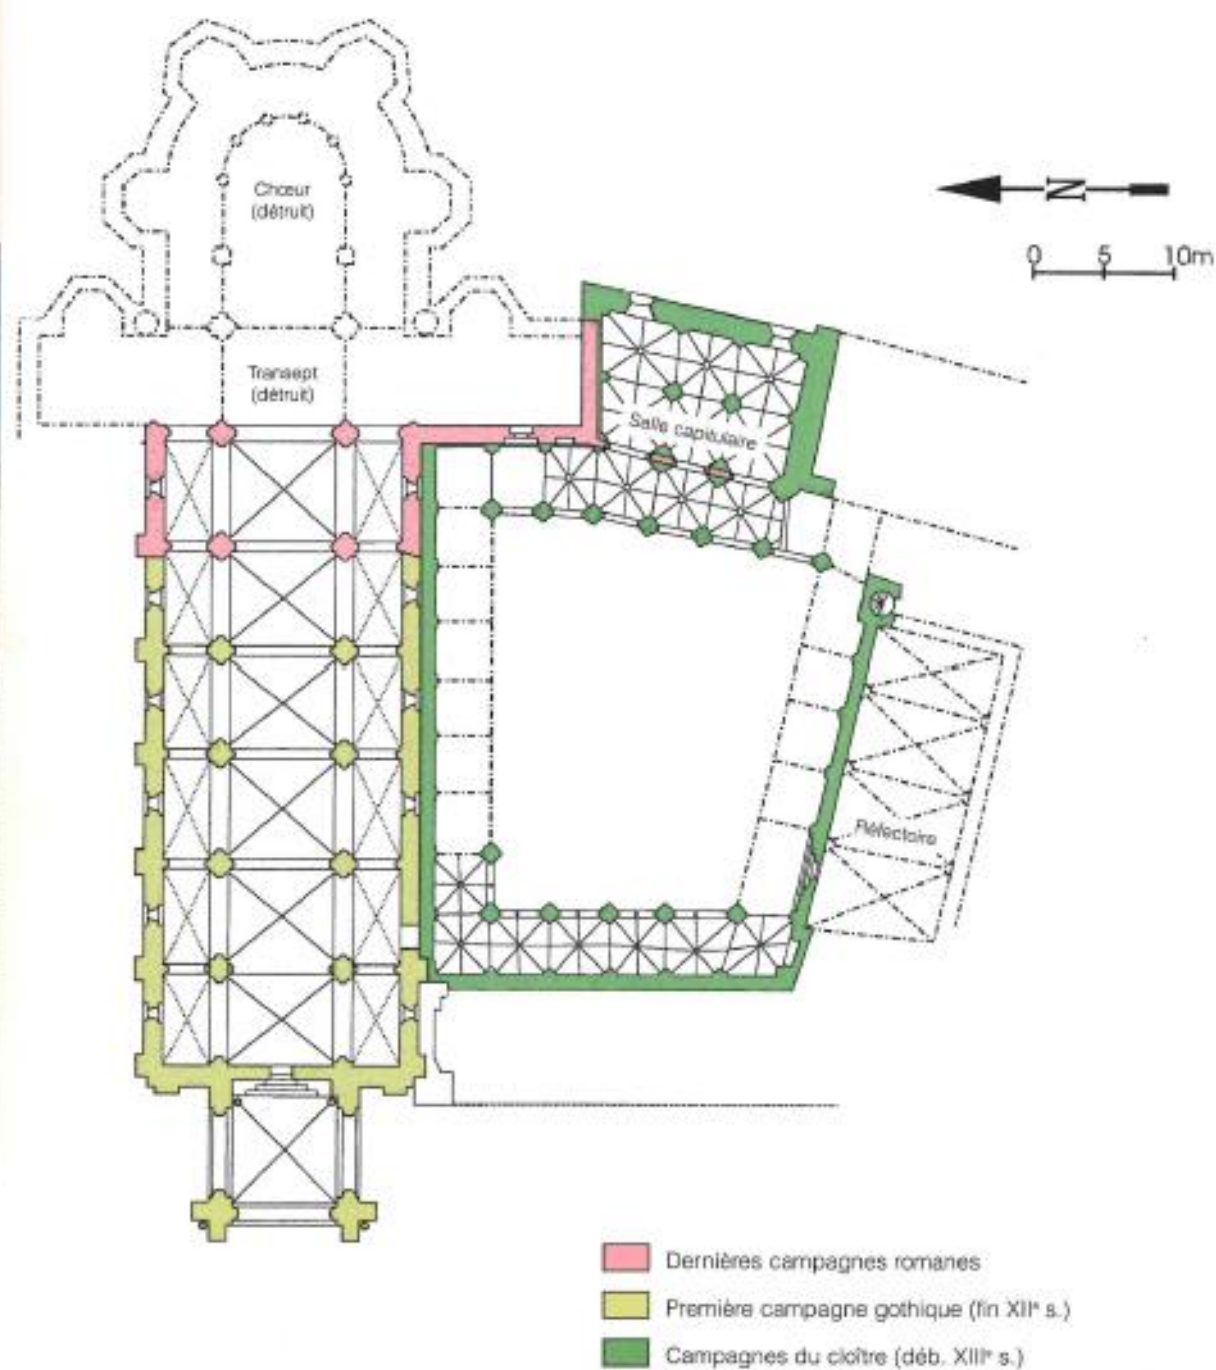 Chœur
(détruit)
N
0 5 10m
Transept
(détruit)
Salle capitulaire
Réfectoire
Dernières campagnes romanes
Première campagne gothique (fin XIIᵉ s.)
Campagnes du cloître (déb. XIIIᵉ s.)